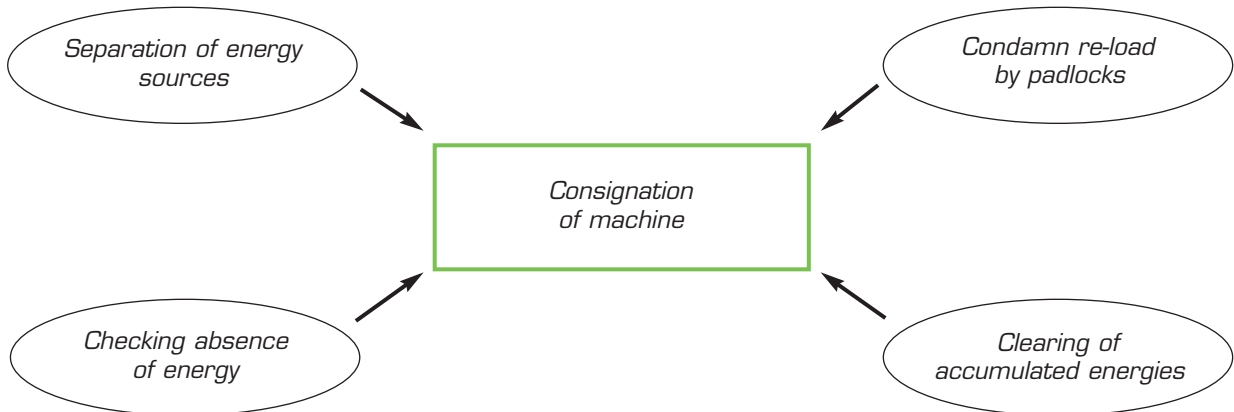 Separation of energy
sources
Condamn re-load
by padlocks
Consignation
of machine
Checking absence
of energy
Clearing of
accumulated energies